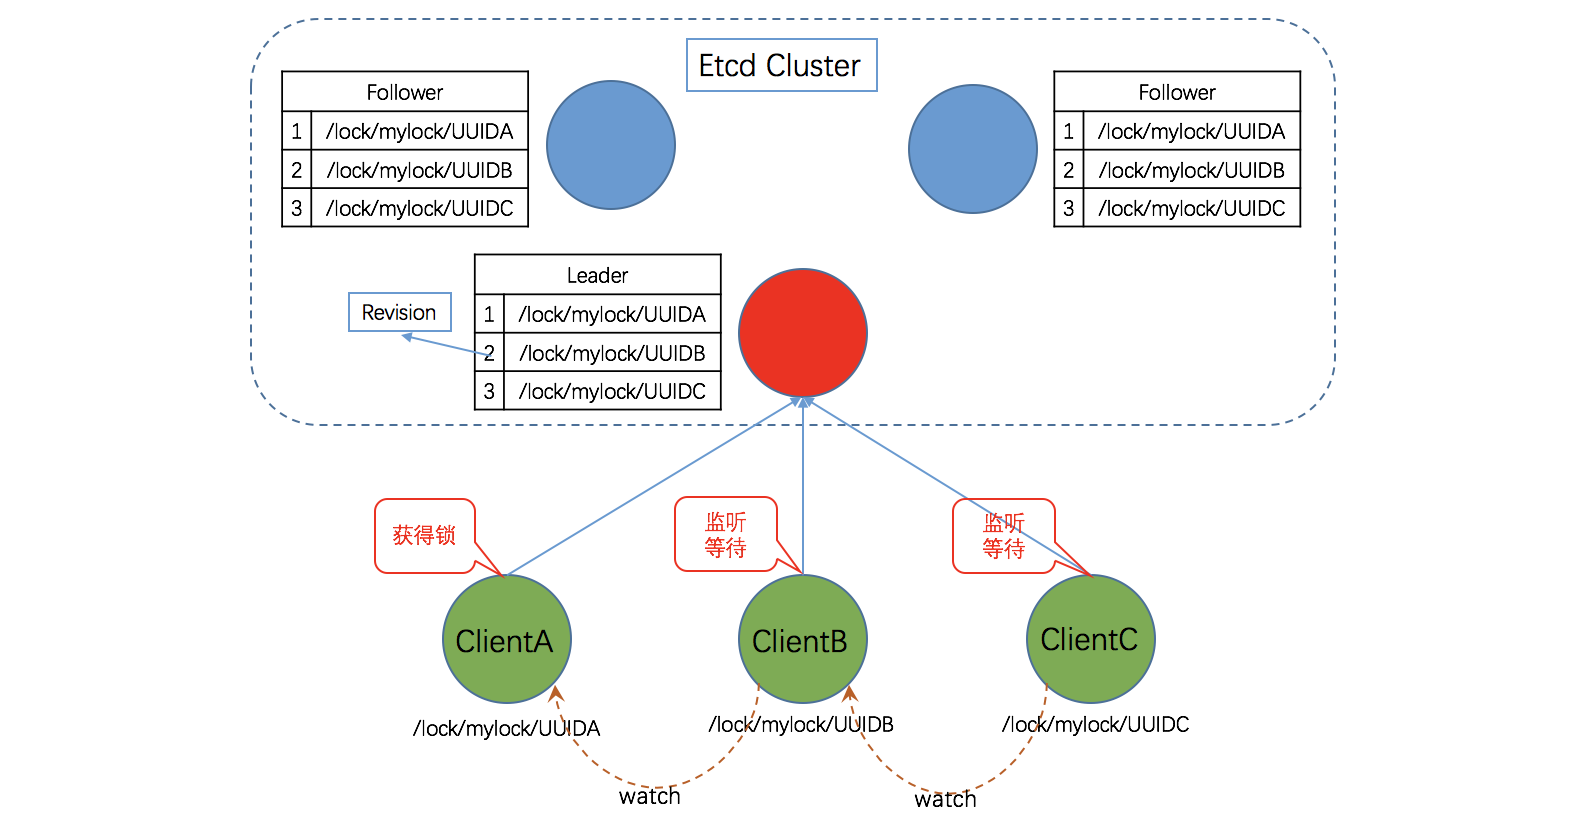 Etcd Cluster
Follower
1 /lock/mylock/UUIDA
2 /lock/mylock/UUIDB
3 /lock/mylock/UUIDC
Follower
1 /lock/mylock/UUIDA
2 /lock/mylock/UUIDB
3 /lock/mylock/UUIDC
Leader
1 /lock/mylock/UUIDA
2 /lock/mylock/UUIDB
3 /lock/mylock/UUIDC
Revision
获得锁
监听
等待
监听
等待
ClientA
ClientB
ClientC
/lock/mylock/UUIDA
/lock/mylock/UUIDB
/lock/mylock/UUIDC
watch
watch